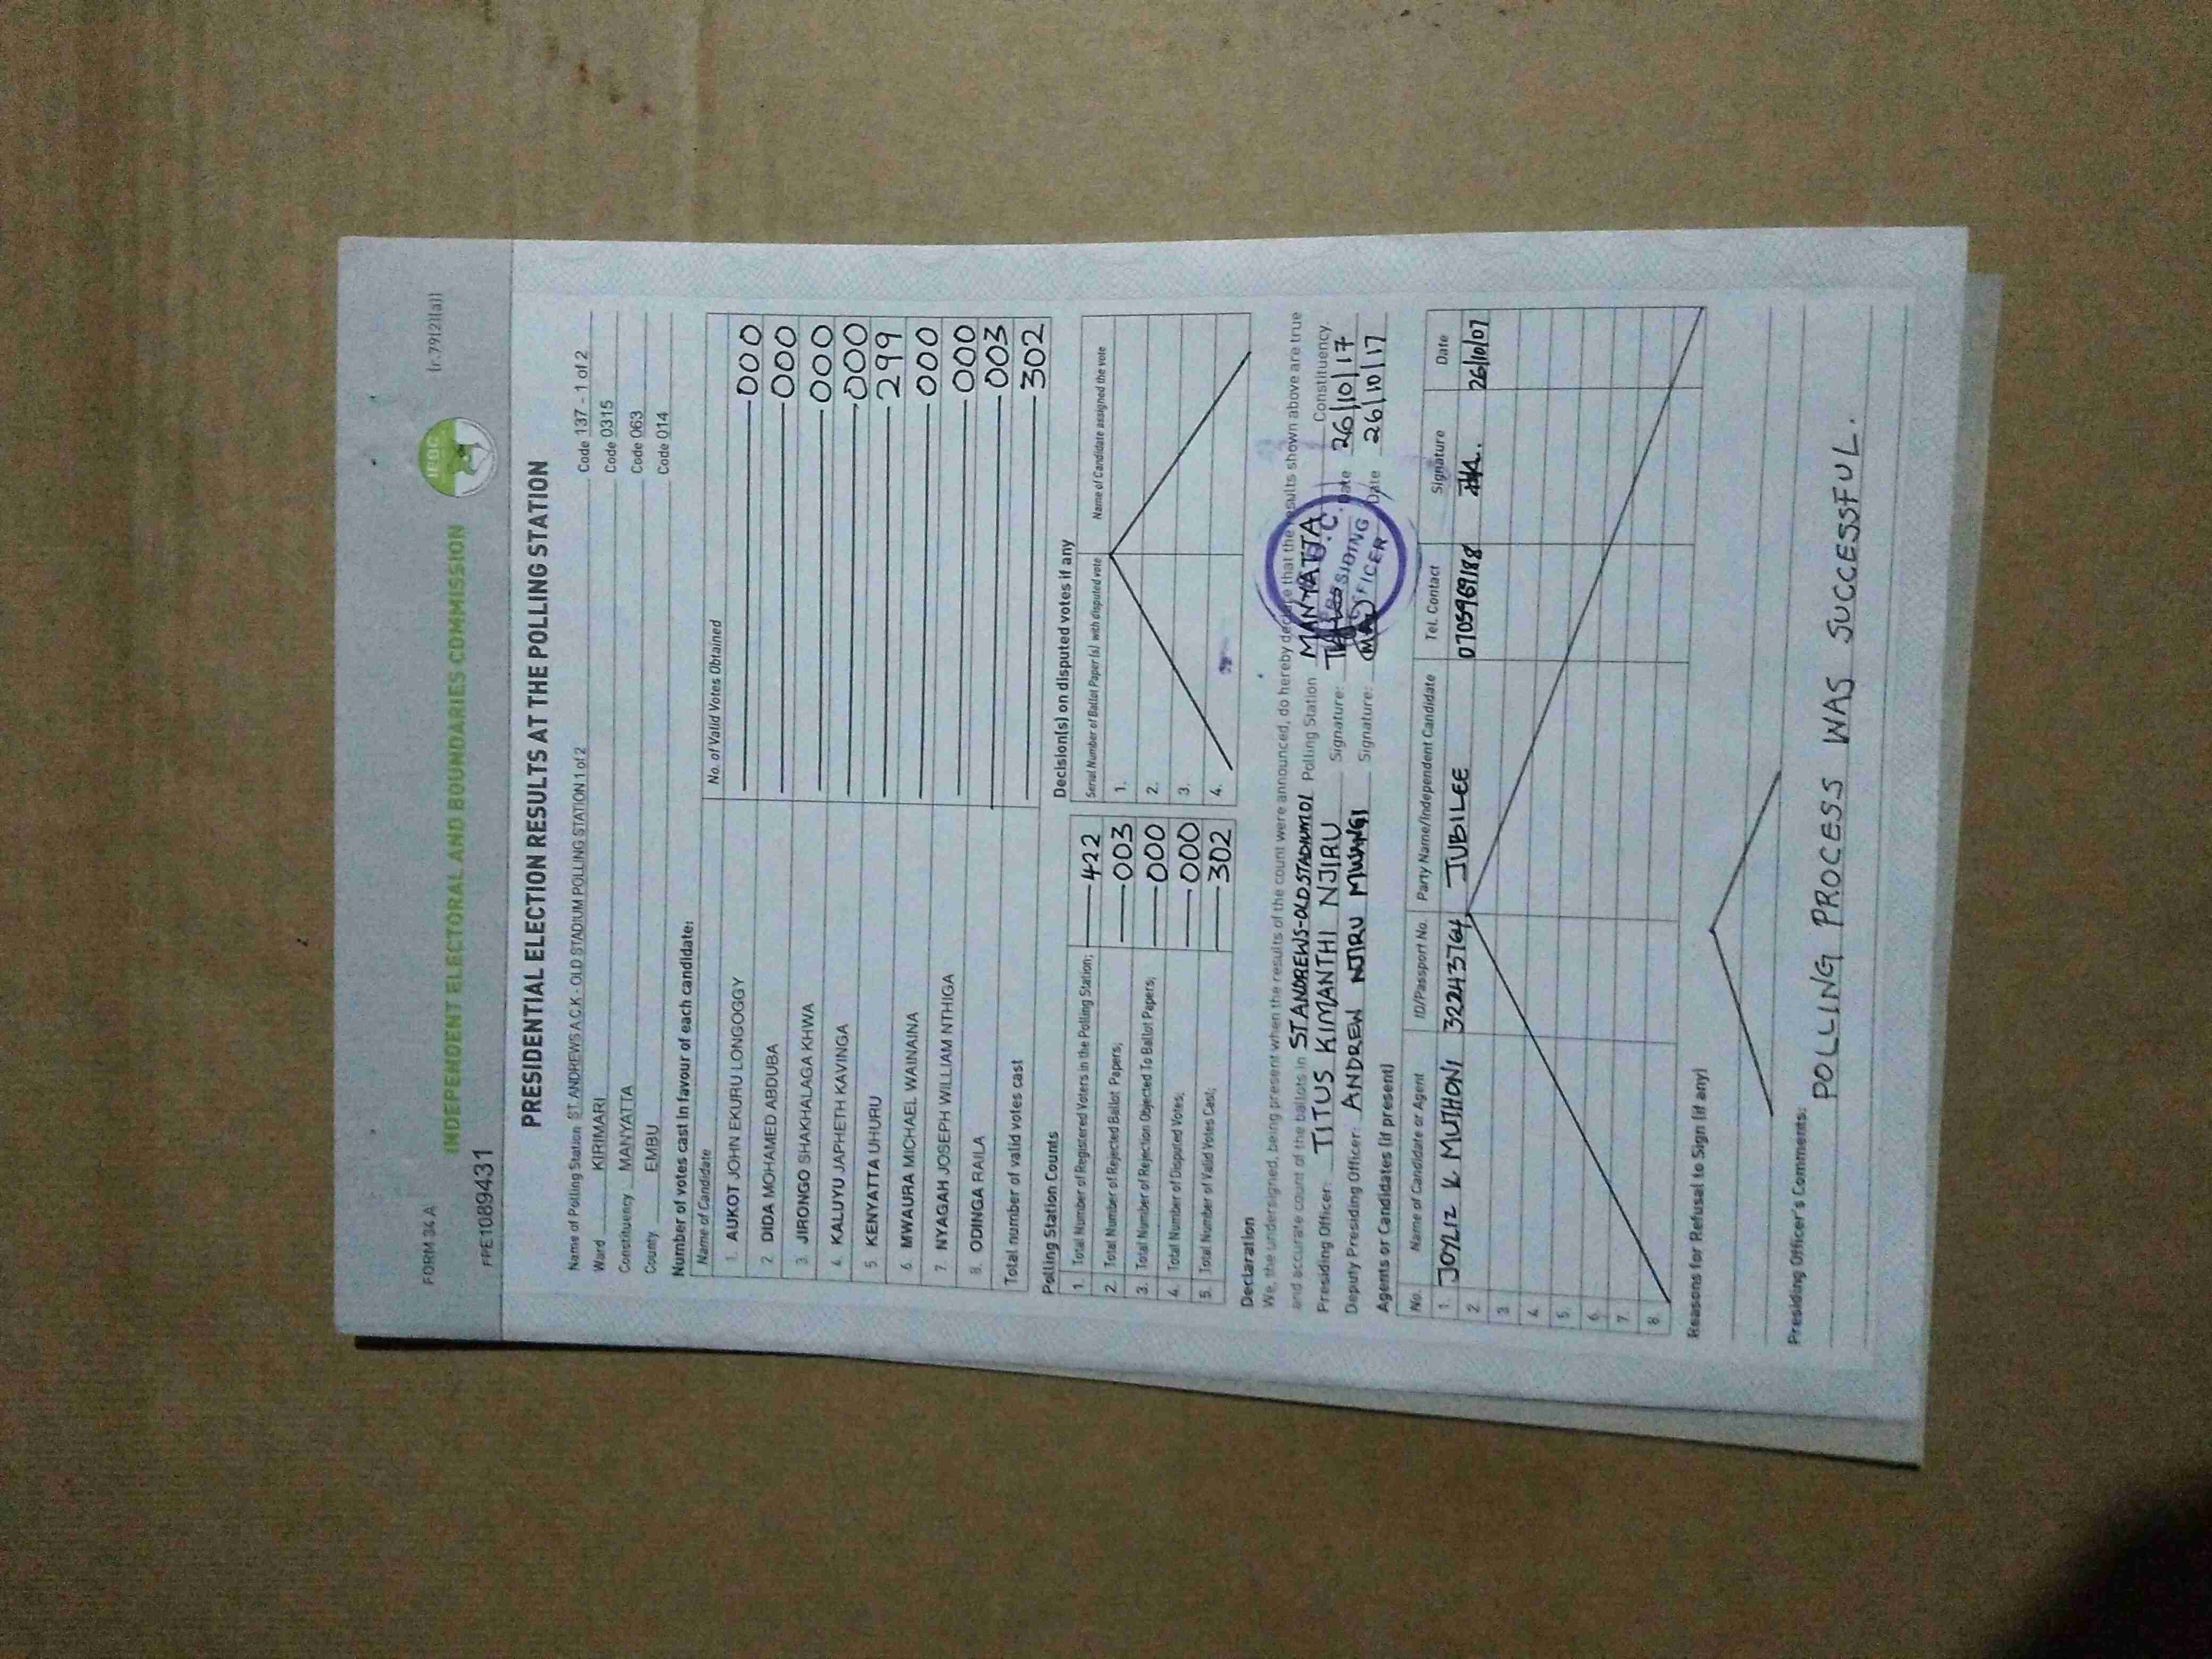 FORM 34 A
(r.79(2)(a))
INDEPENDENT ELECTORAL AND BOUNDARIES COMMISSION
IEBC
FPE1089431
PRESIDENTIAL ELECTION RESULTS AT THE POLLING STATION
Name of Polling Station ST. ANDREWS A.C.K - OLD STADIUM POLLING STATION 1 of 2 Code 137 - 1 of 2
Ward KIRIMARI Code 0315
Constituency MANYATTA Code 063
County EMBU Code 014
Number of votes cast in favour of each candidate:
Name of Candidate No. of Valid Votes Obtained
1. AUKOT JOHN EKURU LONGOGGY 000
2. DIDA MOHAMED ABDUBA 000
3. JIRONGO SHAKHALAGA KHWA 000
4. KALUYU JAPHETH KAVINGA 000
5. KENYATTA UHURU 299
6. MWAURA MICHAEL WAINAINA 000
7. NYAGAH JOSEPH WILLIAM NTHIGA 000
8. ODINGA RAILA 003
Total number of valid votes cast 302
Polling Station Counts
1. Total Number of Registered Voters in the Polling Station; 422
2. Total Number of Rejected Ballot Papers; 003
3. Total Number of Rejection Objected To Ballot Papers; 000
4. Total Number of Disputed Votes; 000
5. Total Number of Valid Votes Cast; 302
Decision(s) on disputed votes if any
Serial Number of Ballot Paper(s) with disputed vote Name of Candidate assigned the vote
1.
2.
3.
4.
Declaration
We, the undersigned, being present when the results of the count were announced, do hereby declare that the results shown above are true
and accurate count of the ballots in ST ANDREWS-OLD STADIUM 01 Polling Station MANYATTA Constituency.
Presiding Officer: TITUS KIMANTHI NJIRU Signature: Date 26/10/17
Deputy Presiding Officer: ANDREW NJIRU MWANGI Signature: Date 26/10/17
PRESIDING
OFFICER
Agents or Candidates (if present)
No. Name of Candidate or Agent ID/Passport No. Party Name/Independent Candidate Tel. Contact Signature Date
1. JOYLIZ K MUTHONI 32243764 JUBILEE 0705969188 26/10/07
2.
3.
4.
5.
6.
7.
8.
Reasons for Refusal to Sign (if any)
Presiding Officer's Comments:
POLLING PROCESS WAS SUCCESSFUL.